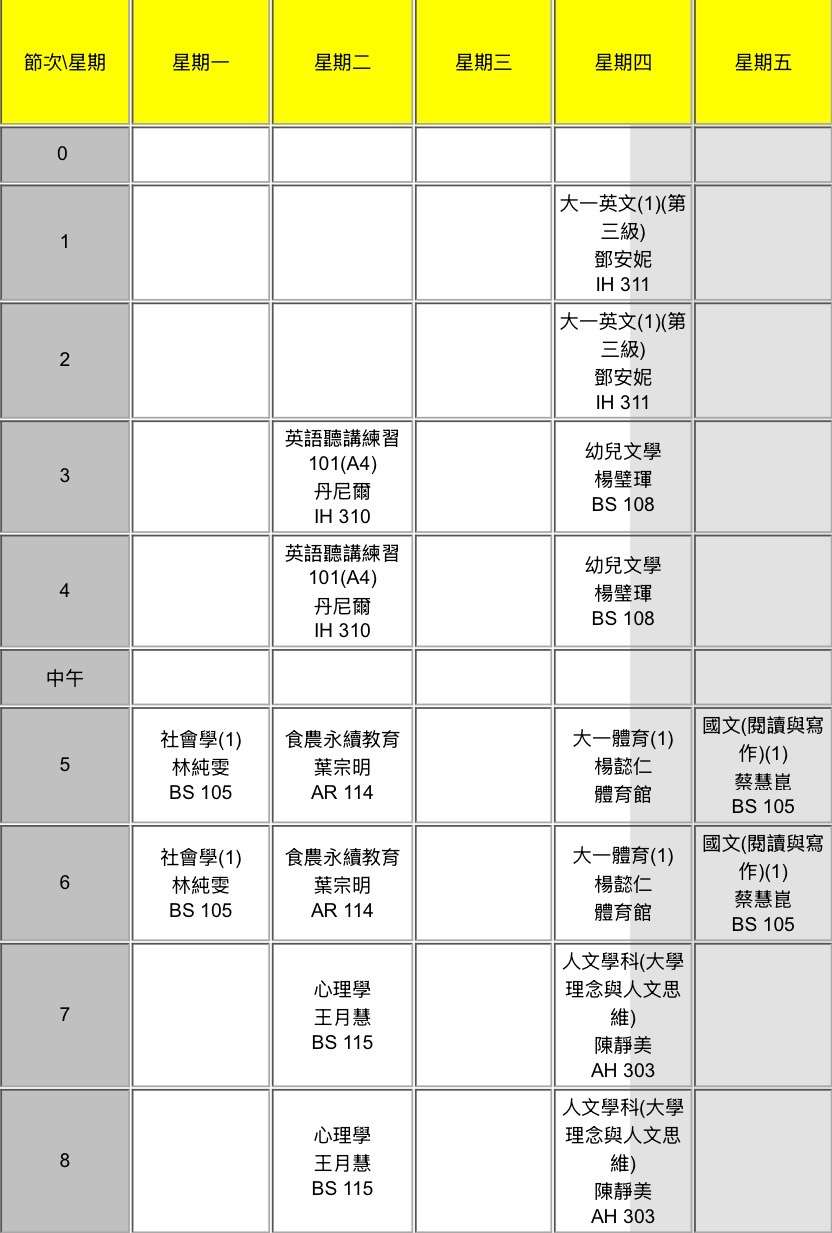 節次\星期 星期一 星期二 星期三 星期四 星期五
0
1
大一英文(1)(第
三級)
鄧安妮
IH 311
2
大一英文(1)(第
三級)
鄧安妮
IH 311
3
英語聽講練習
101(A4)
丹尼爾
IH 310
幼兒文學
楊璧琿
BS 108
4
英語聽講練習
101(A4)
丹尼爾
IH 310
幼兒文學
楊璧琿
BS 108
中午
5
社會學(1)
林純雯
BS 105
食農永續教育
葉宗明
AR 114
大一體育(1)
楊懿仁
體育館
國文(閱讀與寫
作)(1)
蔡慧崑
BS 105
6
社會學(1)
林純雯
BS 105
食農永續教育
葉宗明
AR 114
大一體育(1)
楊懿仁
體育館
國文(閱讀與寫
作)(1)
蔡慧崑
BS 105
7
心理學
王月慧
BS 115
人文學科(大學
理念與人文思
維)
陳靜美
AH 303
8
心理學
王月慧
BS 115
人文學科(大學
理念與人文思
維)
陳靜美
AH 303